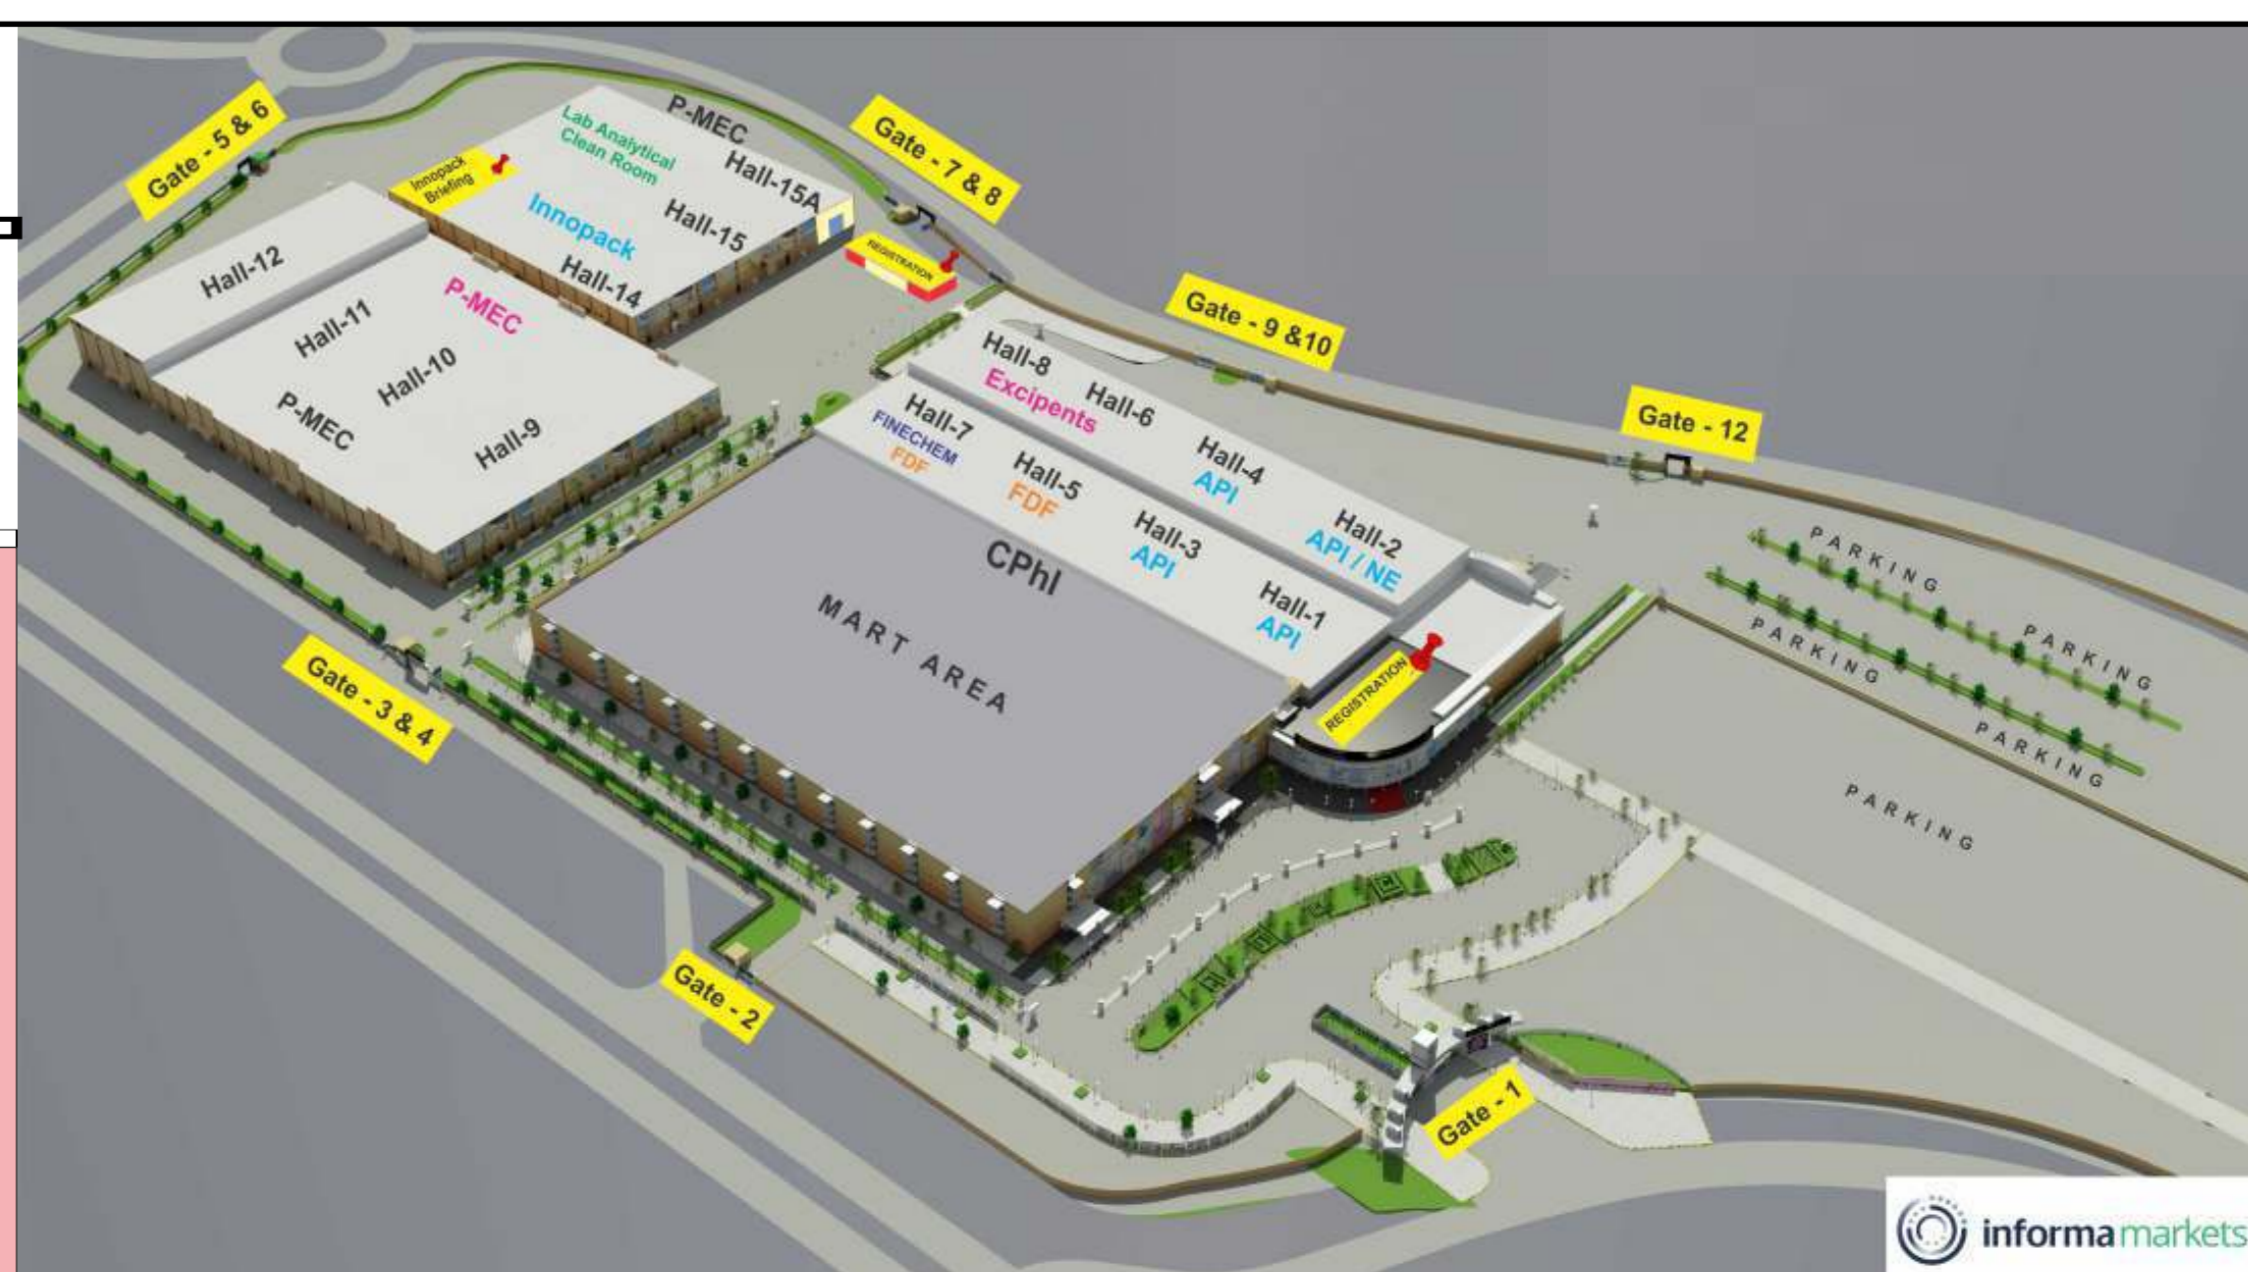 P-MEC
Lab Analytical
Clean Room
Hall-15A
Gate - 5 & 6
Gate - 7 & 8
Innopack
Briefing
Innopack
Hall-15
Hall-14
REGISTRATION
Hall-12
Hall-11
P-MEC
Hall-10
P-MEC
Hall-9
Gate - 9 &10
Gate - 12
Hall-8
Excipents
Hall-6
Hall-7
FINECHEM
FDF
Hall-5
FDF
Hall-4
API
Hall-3
API
Hall-2
API / NE
Hall-1
API
CPhI
MART AREA
REGISTRATION
PARKING
PARKING
PARKING
PARKING
PARKING
Gate - 3 & 4
Gate - 2
Gate - 1
informa markets